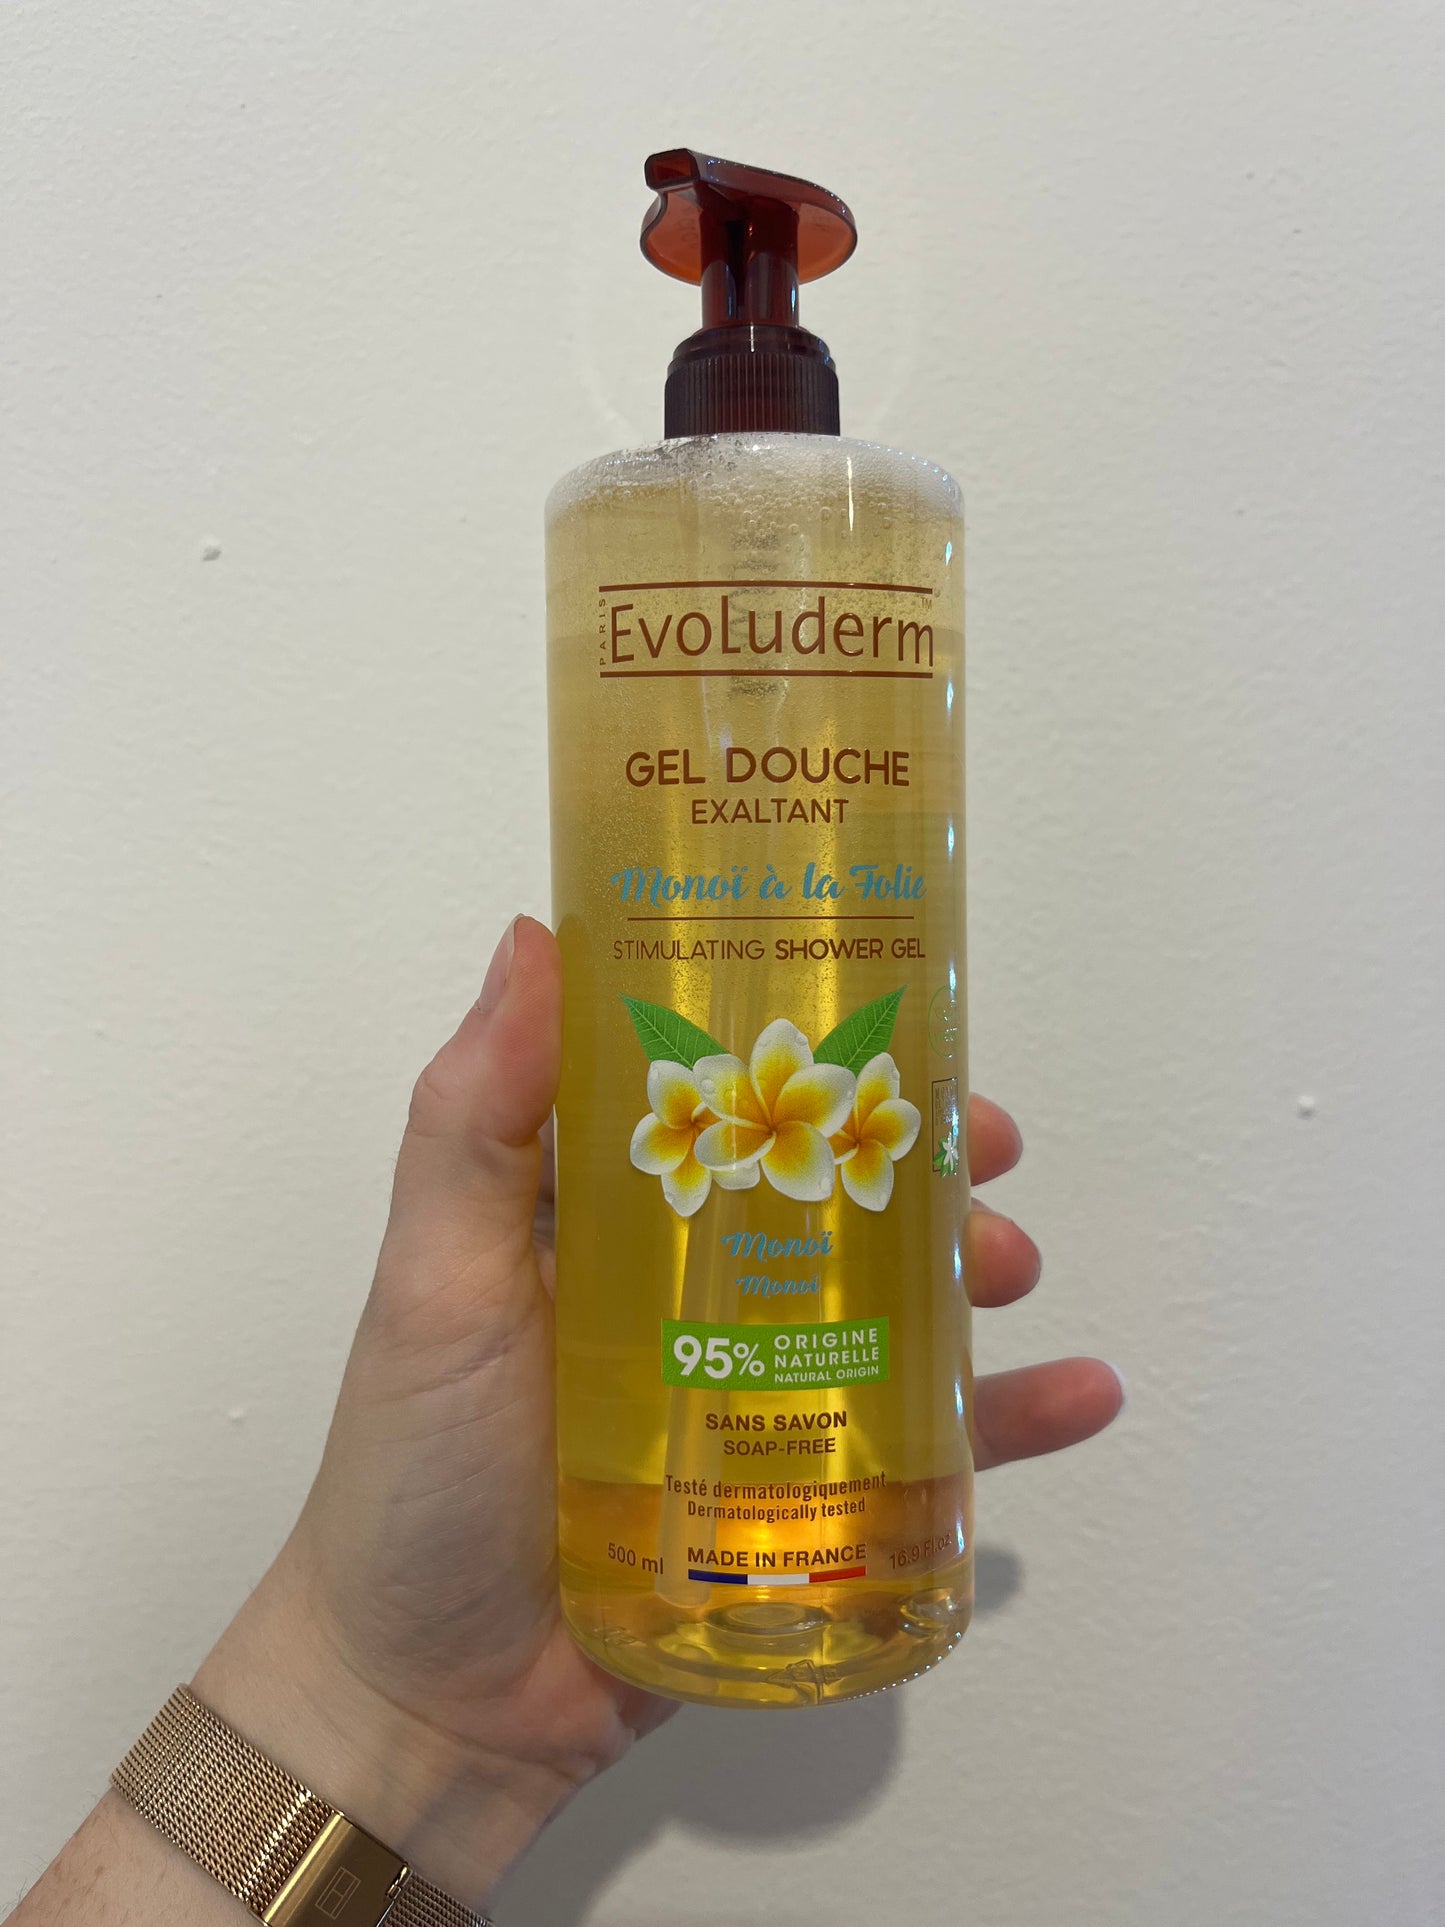 PARIS
Evoluderm™
GEL DOUCHE
EXALTANT
Monoï à la Folie
STIMULATING SHOWER GEL
Monoï
Monoi
95% ORIGINE
NATURELLE
NATURAL ORIGIN
SANS SAVON
SOAP-FREE
Testé dermatologiquement
Dermatologically tested
500 ml
MADE IN FRANCE
16.9 Fl.oz